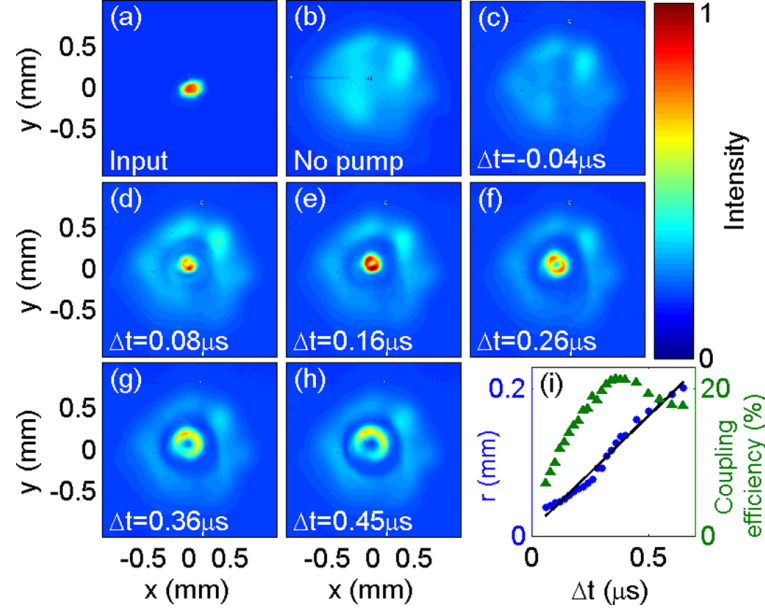 (a)
(b)
(c)
1
0.5
0
-0.5
y (mm)
Input
No pump
Δt=-0.04μs
Intensity
(d)
(e)
(f)
0.5
0
-0.5
y (mm)
Δt=0.08μs
Δt=0.16μs
Δt=0.26μs
0
(g)
(h)
(i)
0.5
0
-0.5
y (mm)
Δt=0.36μs
Δt=0.45μs
0.2
0
r (mm)
20
0
Coupling
efficiency (%)
-0.5 0 0.5
-0.5 0 0.5
0 0.5
x (mm)
x (mm)
Δt (μs)